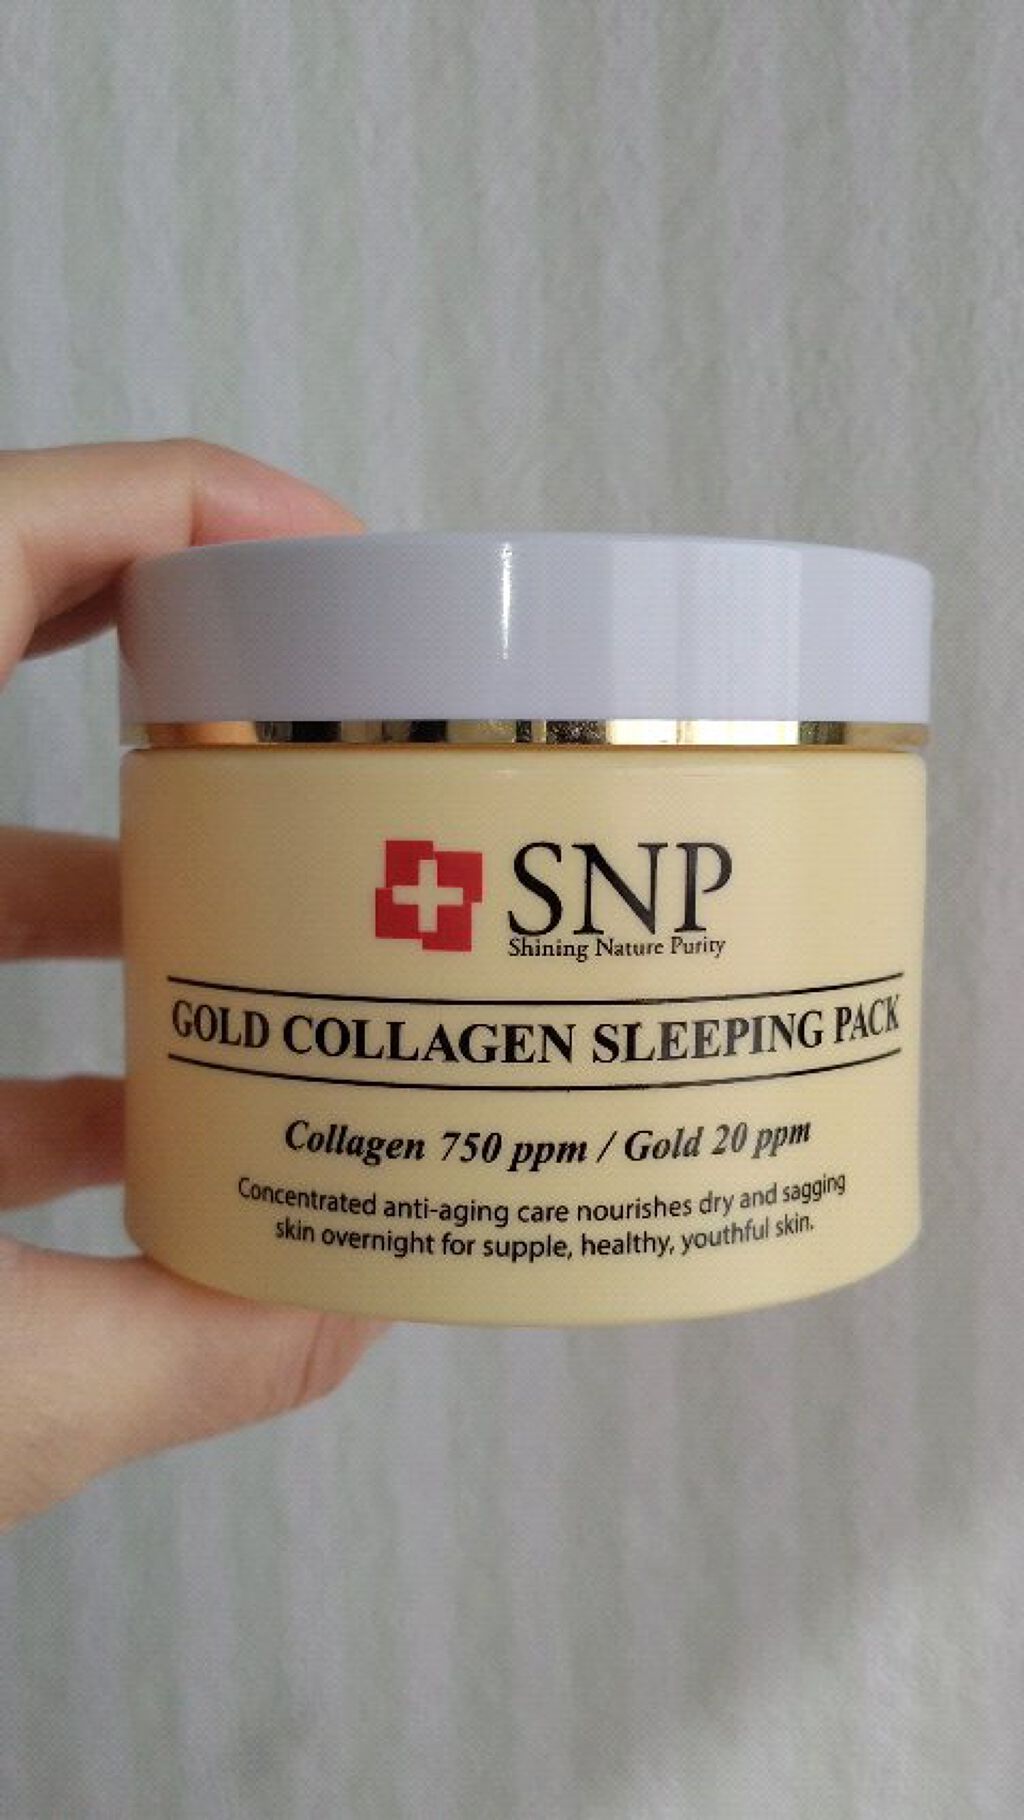 SNP
Shining Nature Purity
GOLD COLLAGEN SLEEPING PACK
Collagen 750 ppm / Gold 20 ppm
Concentrated anti-aging care nourishes dry and sagging
skin overnight for supple, healthy, youthful skin.